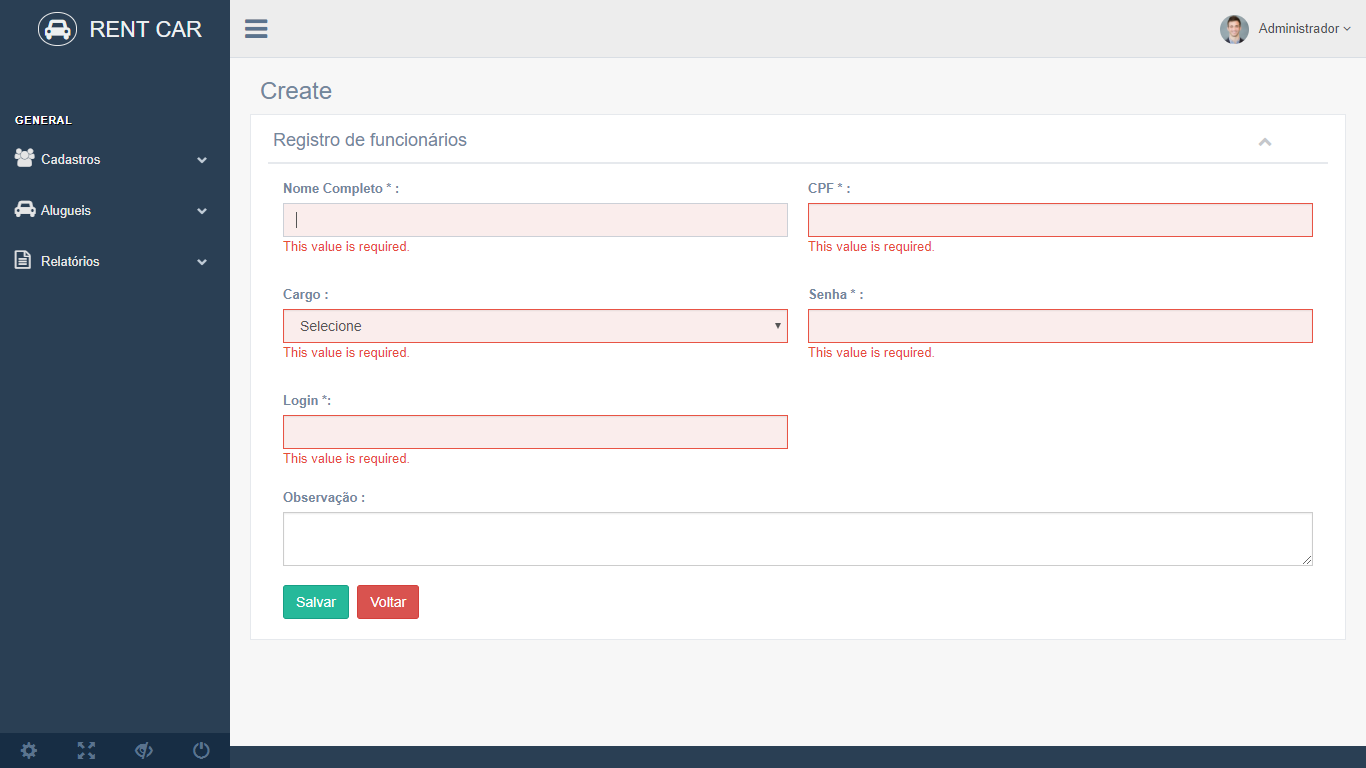 RENT CAR
Administrador
GENERAL
Cadastros
Alugueis
Relatórios
Create
Registro de funcionários
Nome Completo * :
CPF * :
This value is required.
This value is required.
Cargo :
Senha * :
Selecione
This value is required.
This value is required.
Login *:
This value is required.
Observação :
Salvar
Voltar